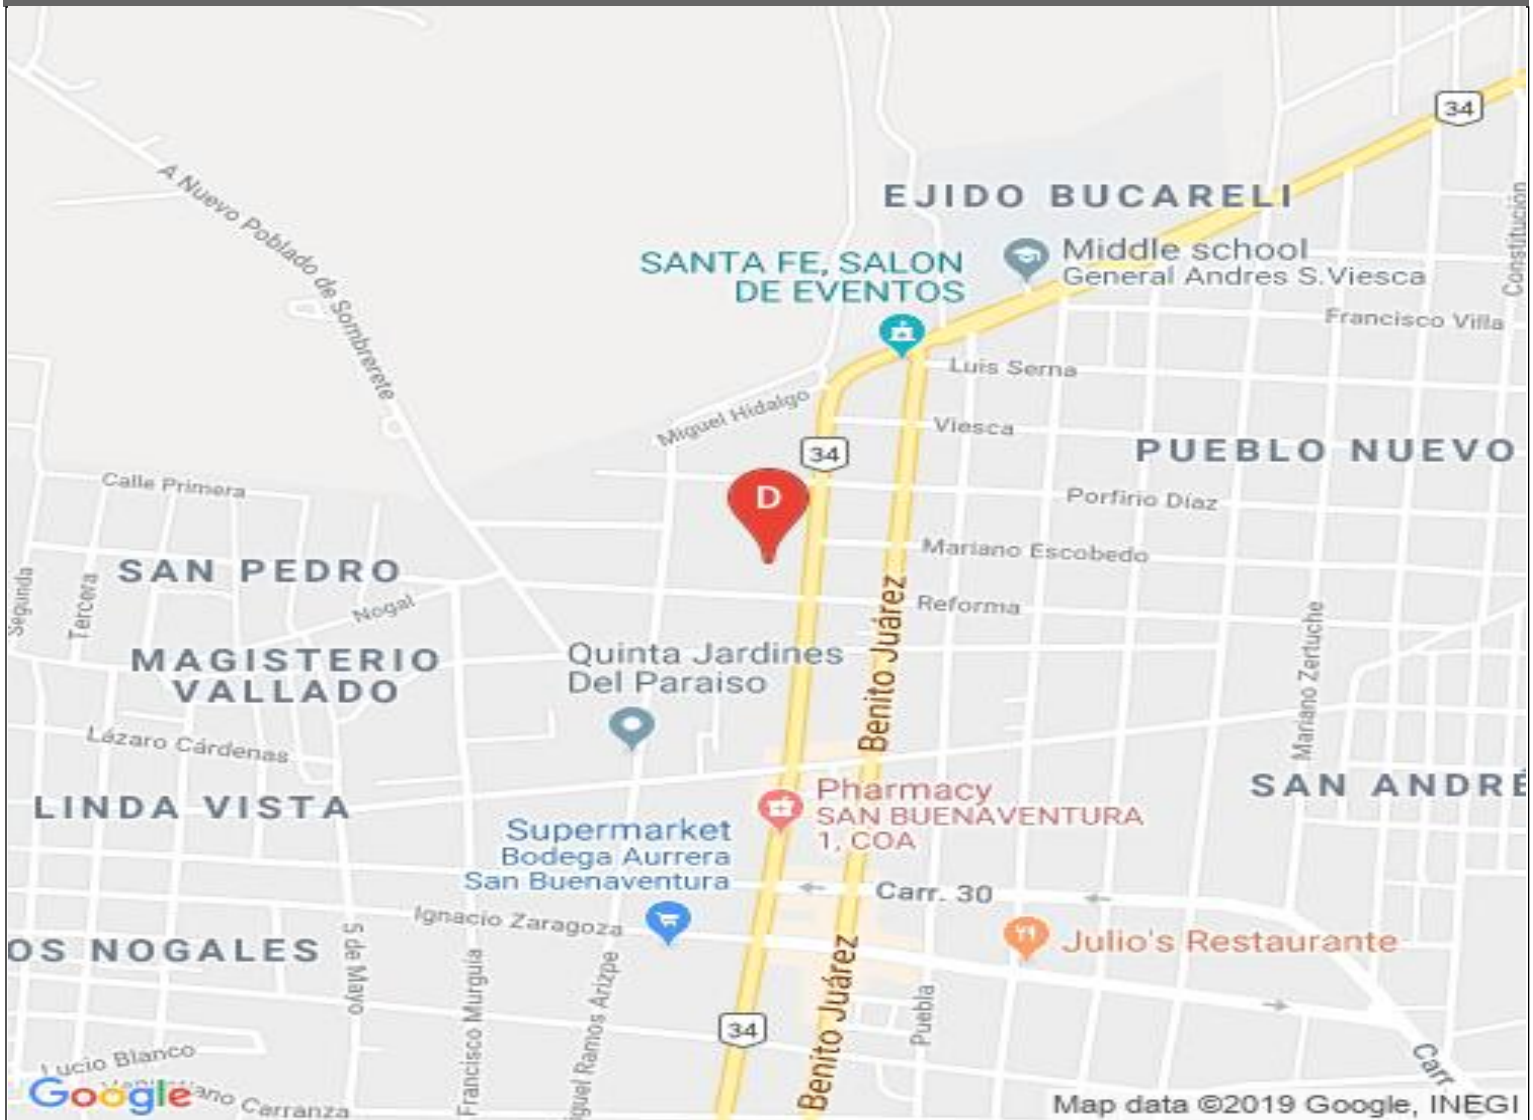 34
A Nuevo Poblado de Sombrerete
EJIDO BUCARELI
Constitución
Middle school
General Andres S.Viesca
SANTA FE, SALON
DE EVENTOS
Francisco Villa
Luis Serna
Miguel Hidalgo
Viesca
34
PUEBLO NUEVO
Calle Primera
D
Porfirio Díaz
Mariano Escobedo
SAN PEDRO
Segunda
Tercera
Nogal
Reforma
Benito Juárez
Mariano Zertuche
Quinta Jardines
Del Paraiso
MAGISTERIO
VALLADO
Lázaro Cárdenas
SAN ANDRÉ
LINDA VISTA
Pharmacy
SAN BUENAVENTURA
1, COA
Supermarket
Bodega Aurrera
San Buenaventura
Carr. 30
Ignacio Zaragoza
OS NOGALES
5 de Mayo
Francisco Murguía
guel Ramos Arizpe
Julio's Restaurante
Benito Juárez
Puebla
34
Lucio Blanco
Carr
Google
ano Carranza
Map data ©2019 Google, INEGI